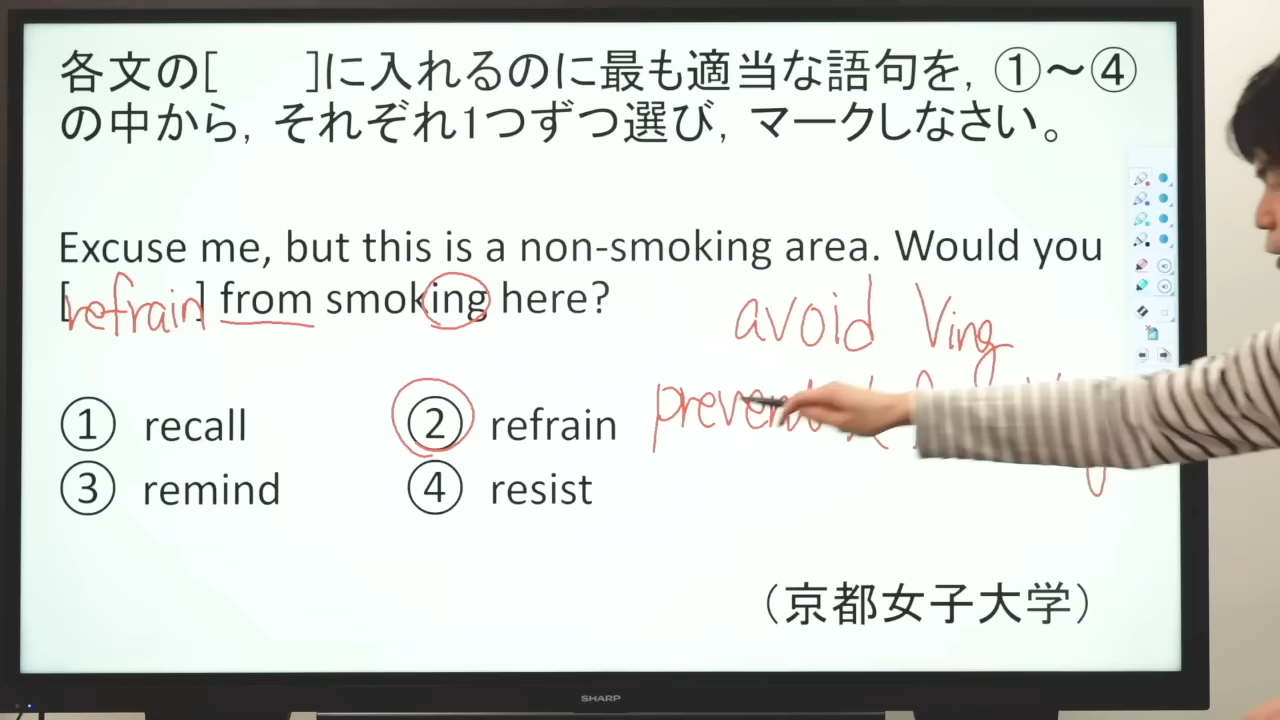 各文の[　　]に入れるのに最も適当な語句を，①～④
の中から，それぞれ1つずつ選び，マークしなさい。
Excuse me, but this is a non-smoking area. Would you
[refrain] from smoking here?
avoid Ving
① recall ② refrain
prevent
③ remind ④ resist
（京都女子大学）
SHARP